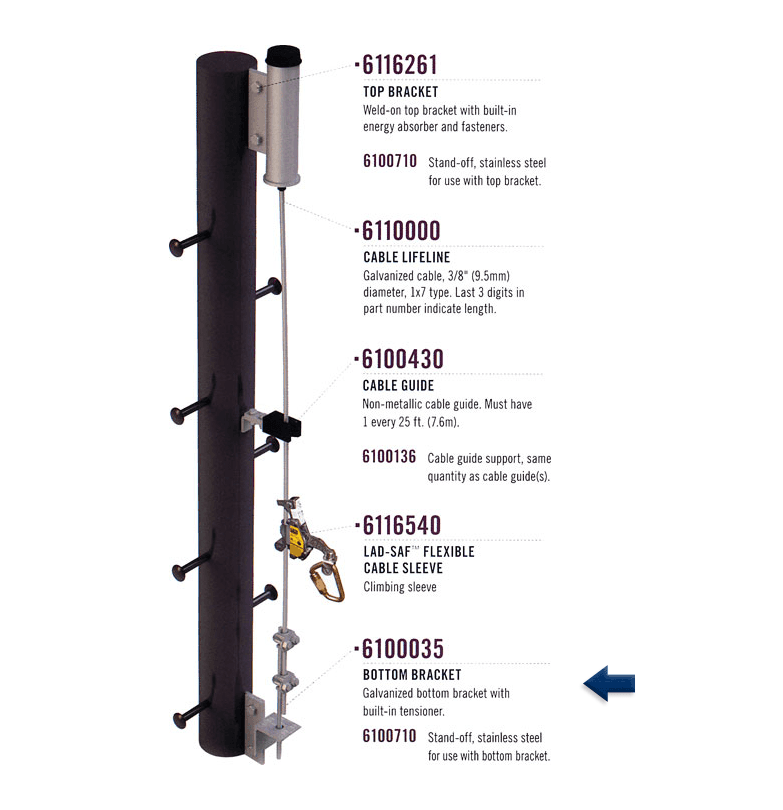 6116261
TOP BRACKET
Weld-on top bracket with built-in
energy absorber and fasteners.
6100710 Stand-off, stainless steel
for use with top bracket.
6110000
CABLE LIFELINE
Galvanized cable, 3/8" (9.5mm)
diameter, 1x7 type. Last 3 digits in
part number indicate length.
6100430
CABLE GUIDE
Non-metallic cable guide. Must have
1 every 25 ft. (7.6m).
6100136 Cable guide support, same
quantity as cable guide(s).
6116540
LAD-SAF™ FLEXIBLE
CABLE SLEEVE
Climbing sleeve
6100035
BOTTOM BRACKET
Galvanized bottom bracket with
built-in tensioner.
6100710 Stand-off, stainless steel
for use with bottom bracket.